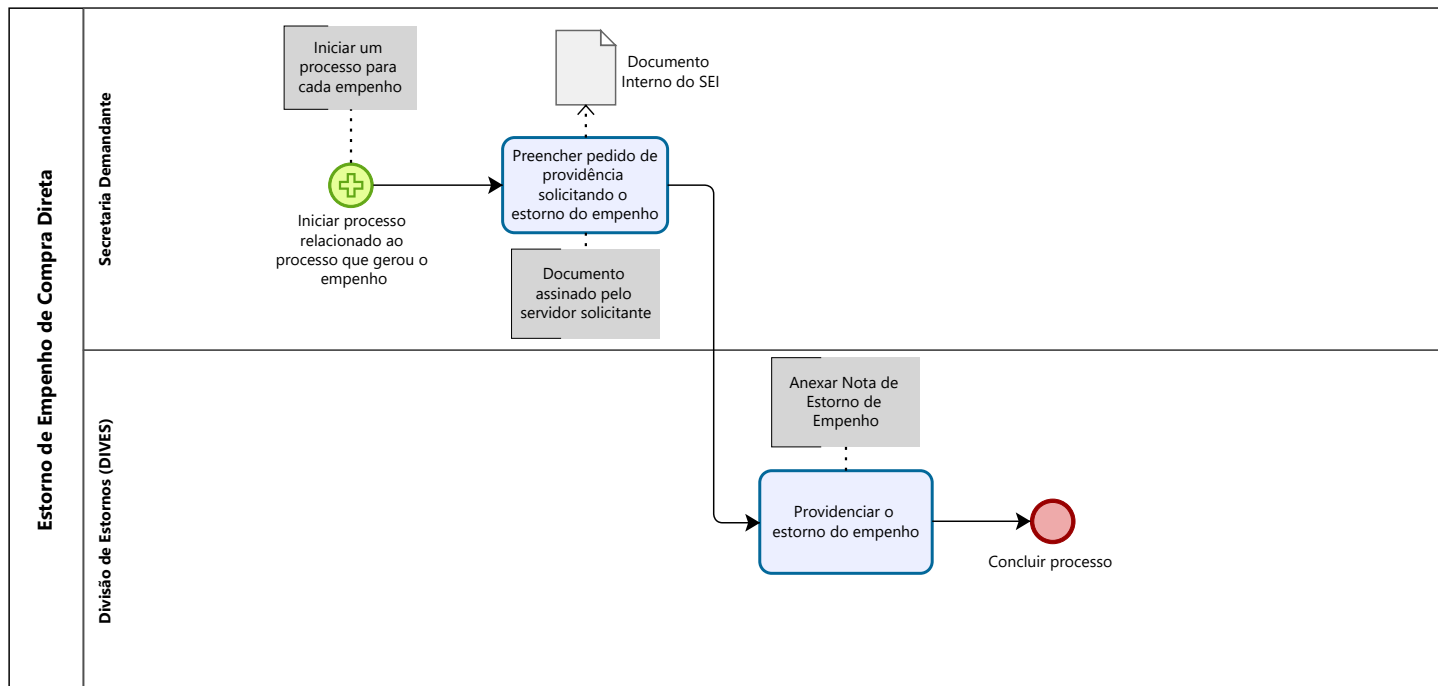 Estorno de Empenho de Compra Direta
Secretaria Demandante
Iniciar um
processo para
cada empenho
Documento
Interno do SEI
Iniciar processo
relacionado ao
processo que gerou o
empenho
Preencher pedido de
providência
solicitando o
estorno do empenho
Documento
assinado pelo
servidor solicitante
Divisão de Estornos (DIVES)
Anexar Nota de
Estorno de
Empenho
Providenciar o
estorno do empenho
Concluir processo